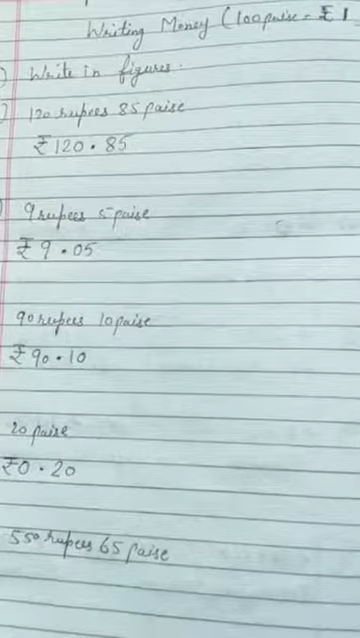 Writing Money (100 paise = ₹1
) Write in figures.
) 120 rupees 85 paise
₹120.85
) 9 rupees 5 paise
₹9.05
90 rupees 10 paise
₹90.10
20 paise
₹0.20
550 rupees 65 paise